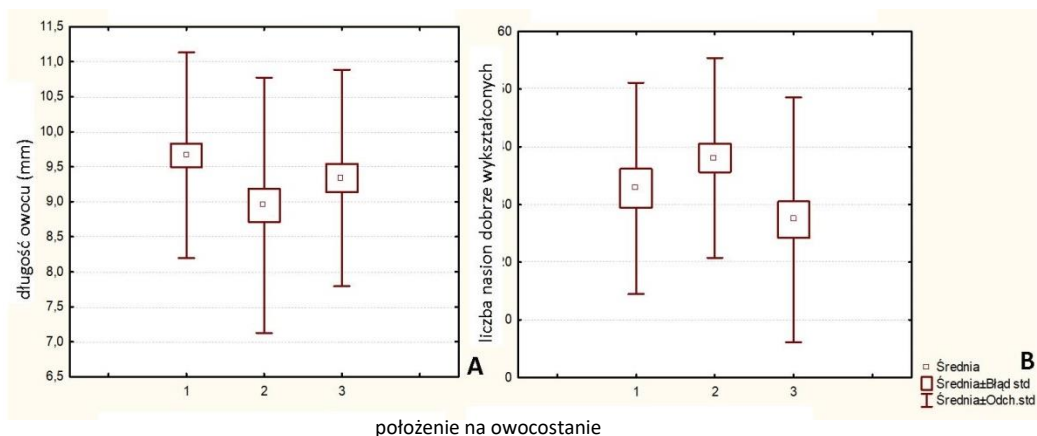 długość owocu (mm)
11,5
11,0
10,5
10,0
9,5
9,0
8,5
8,0
7,5
7,0
6,5
1 2 3
A
liczba nasion dobrze wykształconych
60
20
0
0
1 2 3
B
Średnia
Średnia±Błąd std
Średnia±Odch.std
położenie na owocostanie